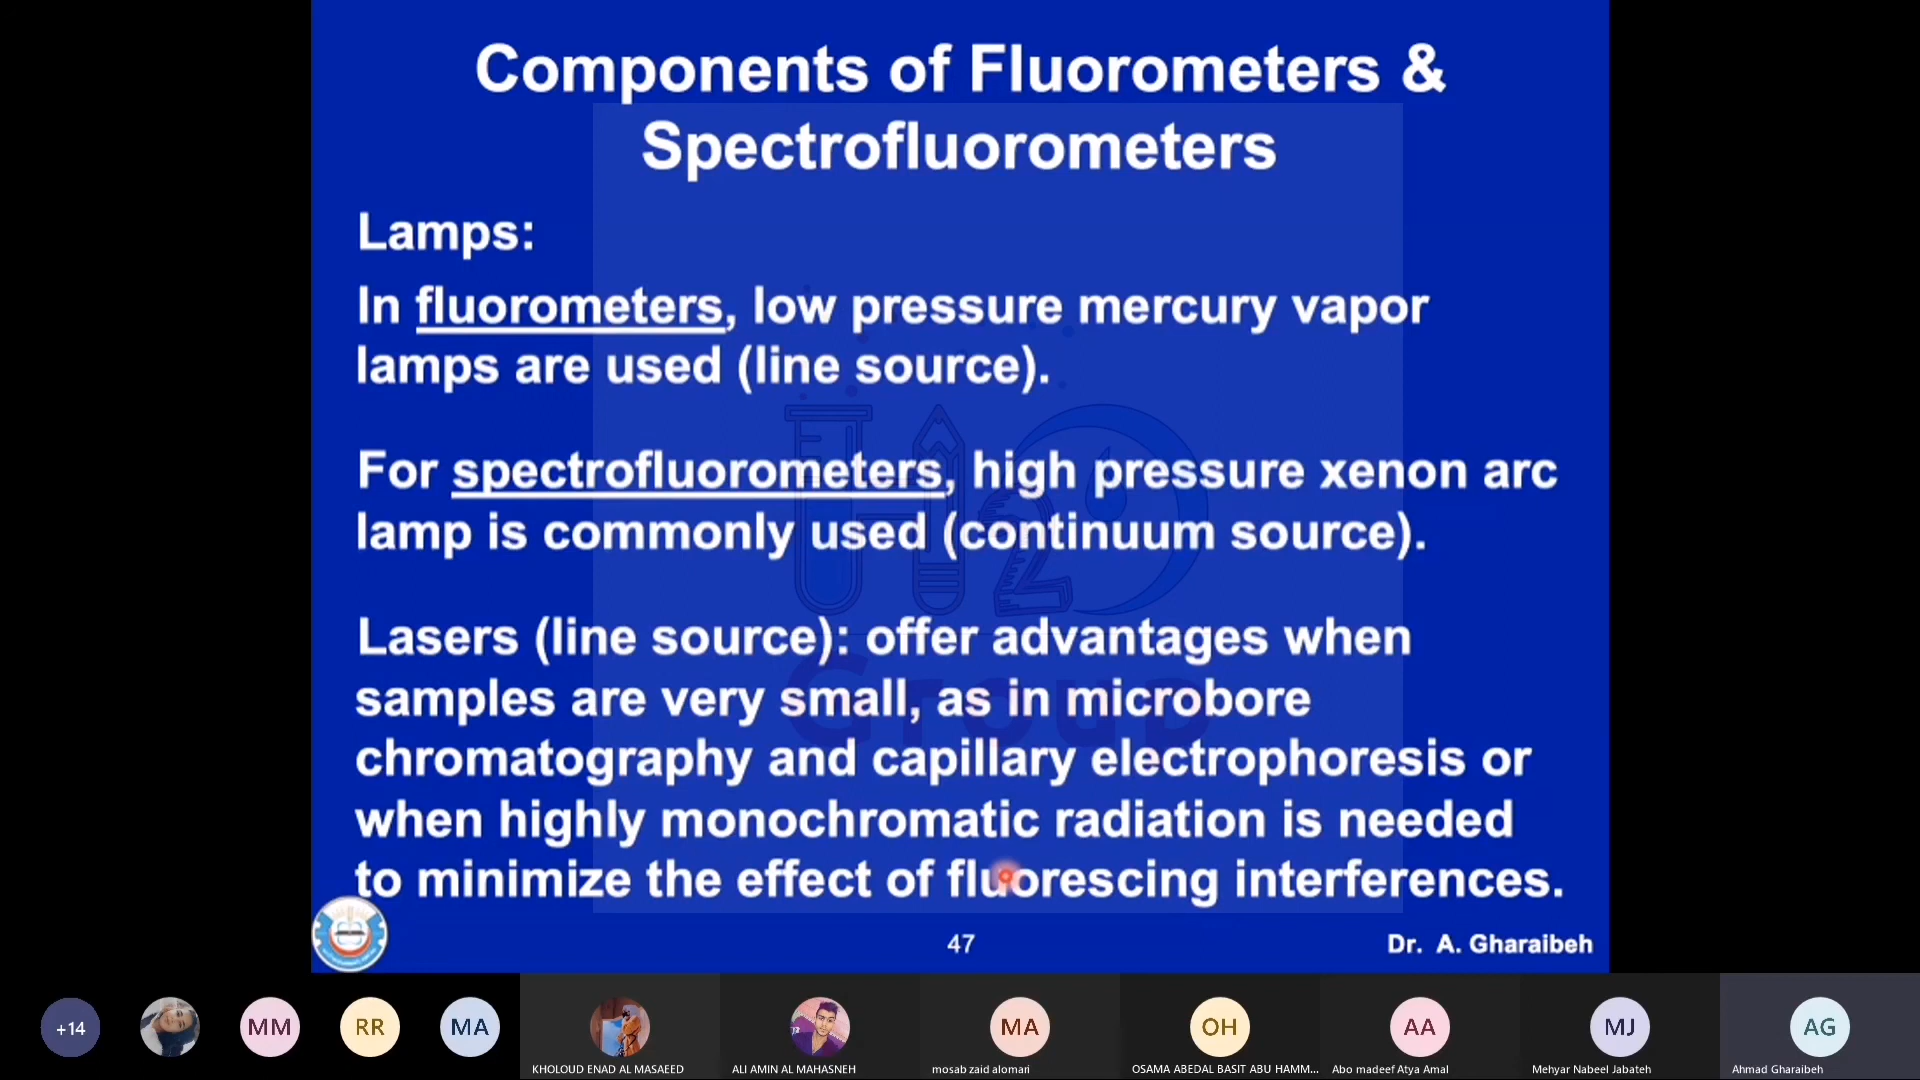 Components of Fluorometers &
Spectrofluorometers
Lamps:
In fluorometers, low pressure mercury vapor
lamps are used (line source).
For spectrofluorometers, high pressure xenon arc
lamp is commonly used (continuum source).
Lasers (line source): offer advantages when
samples are very small, as in microbore
chromatography and capillary electrophoresis or
when highly monochromatic radiation is needed
to minimize the effect of fluorescing interferences.
H2O
Group
47
Dr. A. Gharaibeh
+14
MM
RR
MA
KHOLOUD ENAD AL MASAEED
ALI AMIN AL MAHASNEH
MA
mosab zaid alomari
OH
OSAMA ABEDAL BASIT ABU HAMM...
AA
Abo madeef Atya Amal
MJ
Mehyar Nabeel Jabateh
AG
Ahmad Gharaibeh